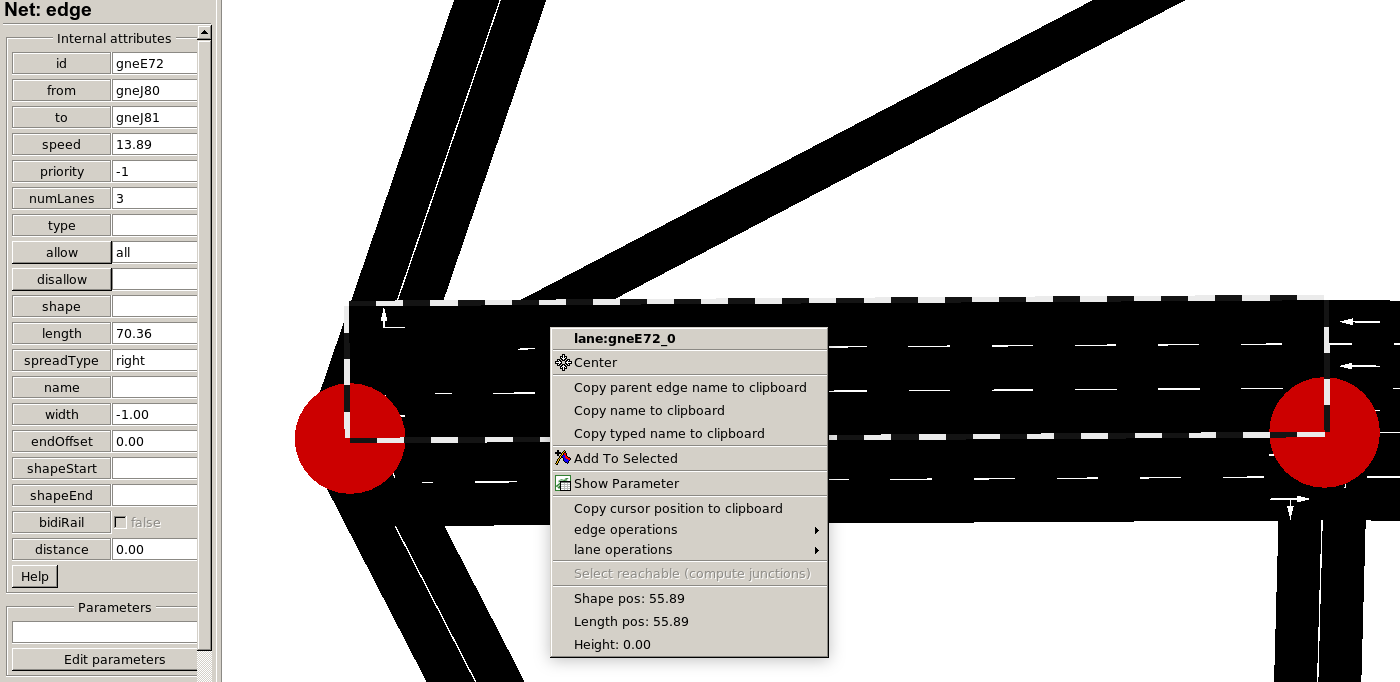 Net: edge
Internal attributes
id gneE72
from gneJ80
to gneJ81
speed 13.89
priority -1
numLanes 3
type
allow all
disallow
shape
length 70.36
spreadType right
name
width -1.00
endOffset 0.00
shapeStart
shapeEnd
bidiRail false
distance 0.00
Help
Parameters
Edit parameters
lane:gneE72_0
Center
Copy parent edge name to clipboard
Copy name to clipboard
Copy typed name to clipboard
Add To Selected
Show Parameter
Copy cursor position to clipboard
edge operations
lane operations
Select reachable (compute junctions)
Shape pos: 55.89
Length pos: 55.89
Height: 0.00